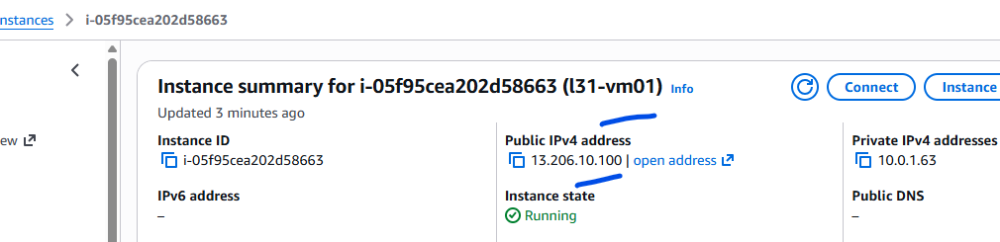 nstances > i-05f95cea202d58663
Instance summary for i-05f95cea202d58663 (l31-vm01) Info
Connect
Instance
Updated 3 minutes ago
ew
Instance ID
i-05f95cea202d58663
Public IPv4 address
13.206.10.100 | open address
Private IPv4 addresses
10.0.1.63
IPv6 address
–
Instance state
Running
Public DNS
–